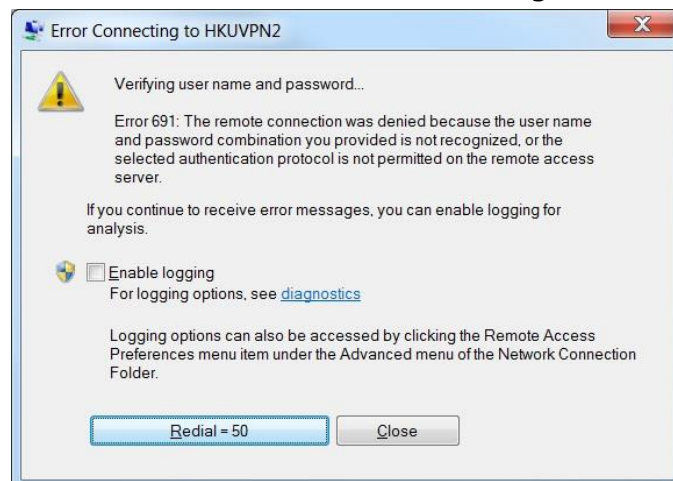 Error Connecting to HKUVPN2
X
Verifying user name and password...
Error 691: The remote connection was denied because the user name
and password combination you provided is not recognized, or the
selected authentication protocol is not permitted on the remote access
server.
If you continue to receive error messages, you can enable logging for
analysis.
Enable logging
For logging options, see diagnostics
Logging options can also be accessed by clicking the Remote Access
Preferences menu item under the Advanced menu of the Network Connection
Folder.
Redial = 50 Close